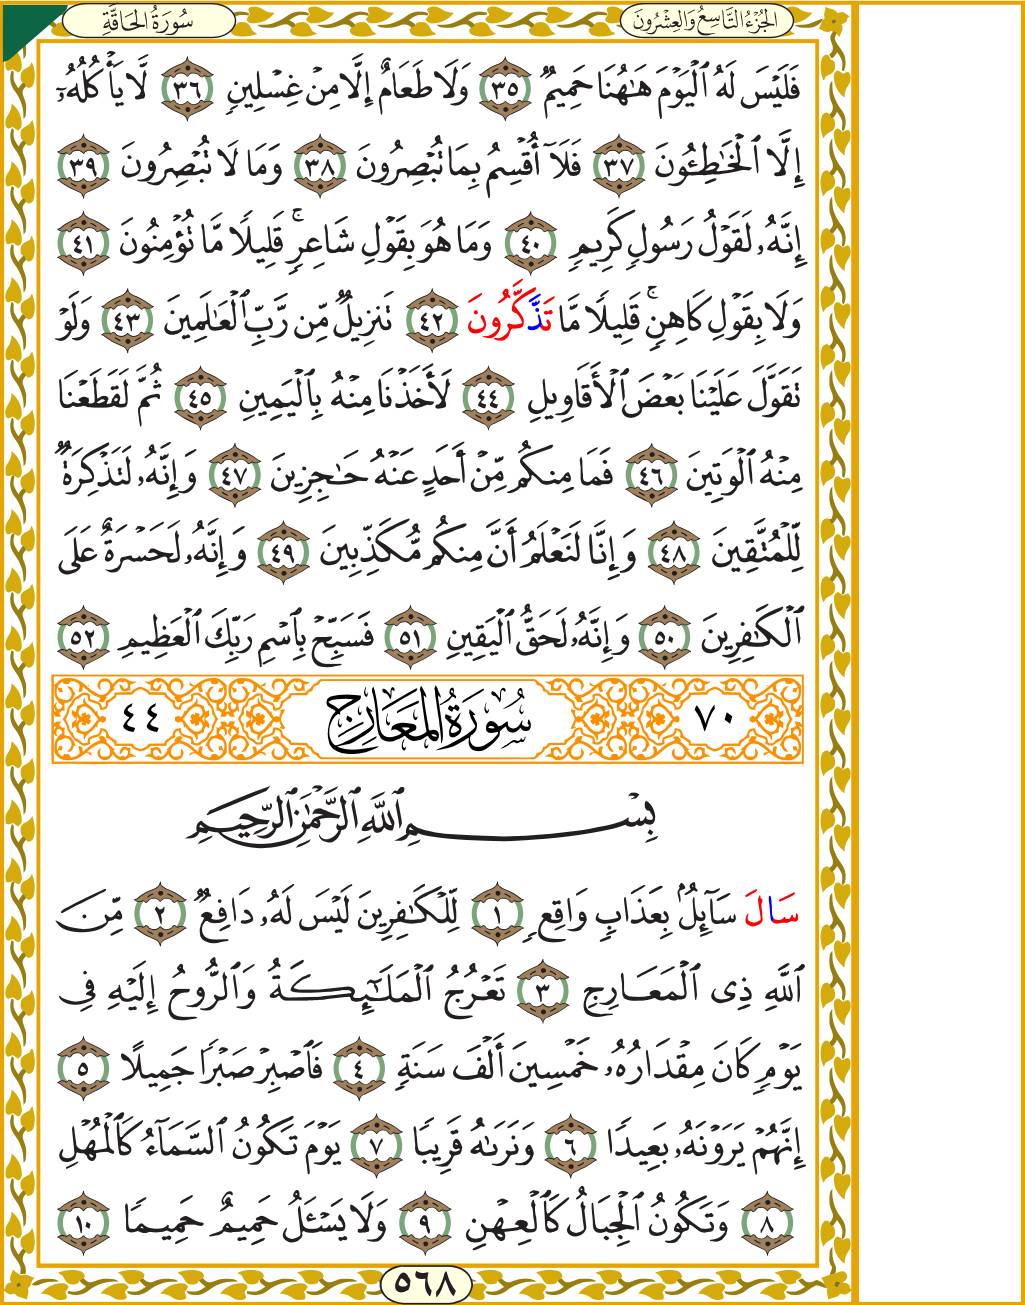 الجُزْءُ التَّاسِعُ وَالعِشْرُونَ
سُورَةُ الحَاقَّةِ
فَلَيْسَ لَهُ ٱلْيَوْمَ هَٰهُنَا حَمِيمٌ ٣٥ وَلَا طَعَامٌ إِلَّا مِنْ غِسْلِينٍ ٣٦ لَّا يَأْكُلُهُۥٓ
إِلَّا ٱلْخَٰطِـُٔونَ ٣٧ فَلَآ أُقْسِمُ بِمَا تُبْصِرُونَ ٣٨ وَمَا لَا تُبْصِرُونَ ٣٩
إِنَّهُۥ لَقَوْلُ رَسُولٍ كَرِيمٍ ٤٠ وَمَا هُوَ بِقَوْلِ شَاعِرٍ ۚ قَلِيلًا مَّا تُؤْمِنُونَ ٤١
وَلَا بِقَوْلِ كَاهِنٍ ۚ قَلِيلًا مَّا تَذَّكَّرُونَ ٤٢ تَنزِيلٌ مِّن رَّبِّ ٱلْعَٰلَمِينَ ٤٣ وَلَوْ
تَقَوَّلَ عَلَيْنَا بَعْضَ ٱلْأَقَاوِيلِ ٤٤ لَأَخَذْنَا مِنْهُ بِٱلْيَمِينِ ٤٥ ثُمَّ لَقَطَعْنَا
مِنْهُ ٱلْوَتِينَ ٤٦ فَمَا مِنكُم مِّنْ أَحَدٍ عَنْهُ حَٰجِزِينَ ٤٧ وَإِنَّهُۥ لَتَذْكِرَةٌ
لِّلْمُتَّقِينَ ٤٨ وَإِنَّا لَنَعْلَمُ أَنَّ مِنكُم مُّكَذِّبِينَ ٤٩ وَإِنَّهُۥ لَحَسْرَةٌ عَلَى
ٱلْكَٰفِرِينَ ٥٠ وَإِنَّهُۥ لَحَقُّ ٱلْيَقِينِ ٥١ فَسَبِّحْ بِٱسْمِ رَبِّكَ ٱلْعَظِيمِ ٥٢
٧٠ سُورَةُ المَعَارِجِ ٤٤
بِسْمِ ٱللَّهِ ٱلرَّحْمَٰنِ ٱلرَّحِيمِ
سَالَ سَآئِلٌۢ بِعَذَابٍ وَاقِعٍ ١ لِّلْكَٰفِرِينَ لَيْسَ لَهُۥ دَافِعٌ ٢ مِّنَ
ٱللَّهِ ذِى ٱلْمَعَارِجِ ٣ تَعْرُجُ ٱلْمَلَٰٓئِكَةُ وَٱلرُّوحُ إِلَيْهِ فِى
يَوْمٍ كَانَ مِقْدَارُهُۥ خَمْسِينَ أَلْفَ سَنَةٍ ٤ فَٱصْبِرْ صَبْرًا جَمِيلًا ٥
إِنَّهُمْ يَرَوْنَهُۥ بَعِيدًا ٦ وَنَرَىٰهُ قَرِيبًا ٧ يَوْمَ تَكُونُ ٱلسَّمَآءُ كَٱلْمُهْلِ
٨ وَتَكُونُ ٱلْجِبَالُ كَٱلْعِهْنِ ٩ وَلَا يَسْـَٔلُ حَمِيمٌ حَمِيمًا ١٠
٥٦٨